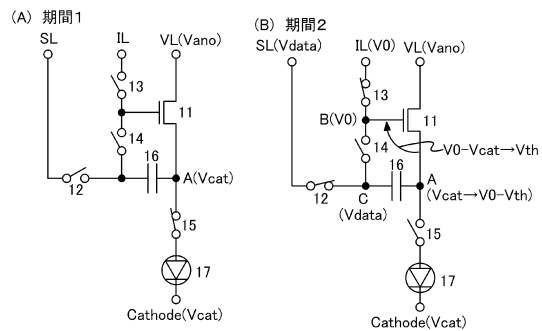 (A) 期間1
SL
IL
VL(Vano)
13
11
14
16
A(Vcat)
12
15
17
Cathode(Vcat)
(B) 期間2
SL(Vdata)
IL(V0)
VL(Vano)
13
11
B(V0)
14
V0-Vcat→Vth
16
A
12
C
(Vcat→V0-Vth)
(Vdata)
15
17
Cathode(Vcat)